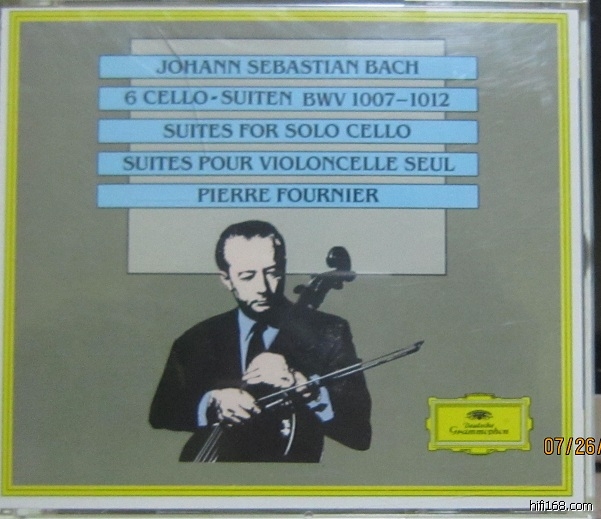 JOHANN SEBASTIAN BACH
6 CELLO-SUITEN BWV 1007–1012
SUITES FOR SOLO CELLO
SUITES POUR VIOLONCELLE SEUL
PIERRE FOURNIER
Deutsche
Grammophon
07/26/
hifi168.com